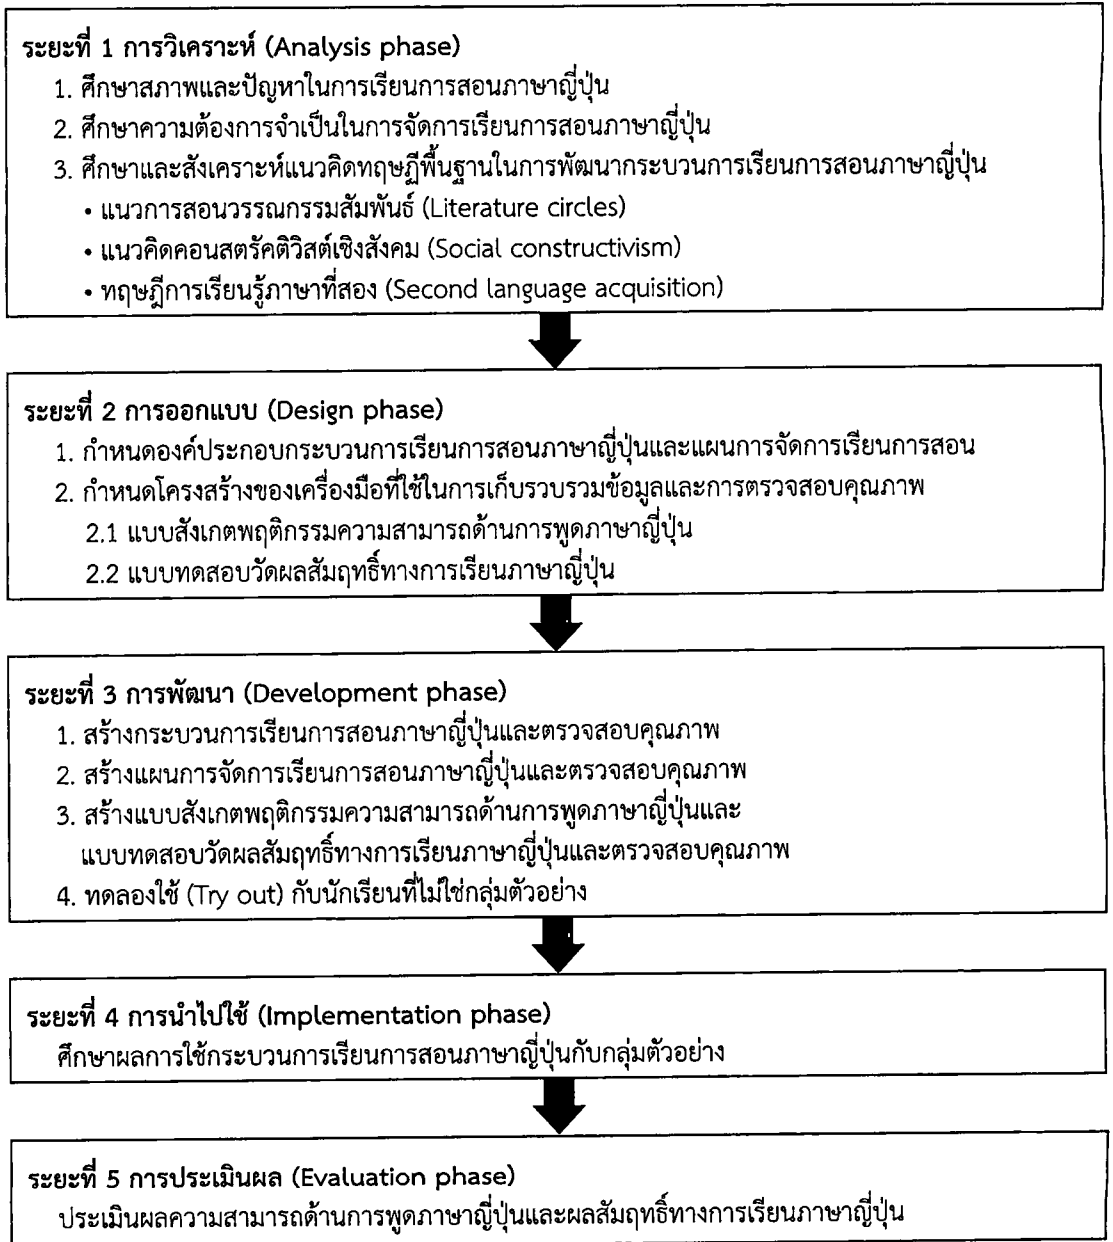 ระยะที่ 1 การวิเคราะห์ (Analysis phase)
1. ศึกษาสภาพและปัญหาในการเรียนการสอนภาษาญี่ปุ่น
2. ศึกษาความต้องการจำเป็นในการจัดการเรียนการสอนภาษาญี่ปุ่น
3. ศึกษาและสังเคราะห์แนวคิดทฤษฎีพื้นฐานในการพัฒนากระบวนการเรียนการสอนภาษาญี่ปุ่น
• แนวการสอนวรรณกรรมสัมพันธ์ (Literature circles)
• แนวคิดคอนสตรัคติวิสต์เชิงสังคม (Social constructivism)
• ทฤษฎีการเรียนรู้ภาษาที่สอง (Second language acquisition)
ระยะที่ 2 การออกแบบ (Design phase)
1. กำหนดองค์ประกอบกระบวนการเรียนการสอนภาษาญี่ปุ่นและแผนการจัดการเรียนการสอน
2. กำหนดโครงสร้างของเครื่องมือที่ใช้ในการเก็บรวบรวมข้อมูลและการตรวจสอบคุณภาพ
2.1 แบบสังเกตพฤติกรรมความสามารถด้านการพูดภาษาญี่ปุ่น
2.2 แบบทดสอบวัดผลสัมฤทธิ์ทางการเรียนภาษาญี่ปุ่น
ระยะที่ 3 การพัฒนา (Development phase)
1. สร้างกระบวนการเรียนการสอนภาษาญี่ปุ่นและตรวจสอบคุณภาพ
2. สร้างแผนการจัดการเรียนการสอนภาษาญี่ปุ่นและตรวจสอบคุณภาพ
3. สร้างแบบสังเกตพฤติกรรมความสามารถด้านการพูดภาษาญี่ปุ่นและ
แบบทดสอบวัดผลสัมฤทธิ์ทางการเรียนภาษาญี่ปุ่นและตรวจสอบคุณภาพ
4. ทดลองใช้ (Try out) กับนักเรียนที่ไม่ใช่กลุ่มตัวอย่าง
ระยะที่ 4 การนำไปใช้ (Implementation phase)
ศึกษาผลการใช้กระบวนการเรียนการสอนภาษาญี่ปุ่นกับกลุ่มตัวอย่าง
ระยะที่ 5 การประเมินผล (Evaluation phase)
ประเมินผลความสามารถด้านการพูดภาษาญี่ปุ่นและผลสัมฤทธิ์ทางการเรียนภาษาญี่ปุ่น